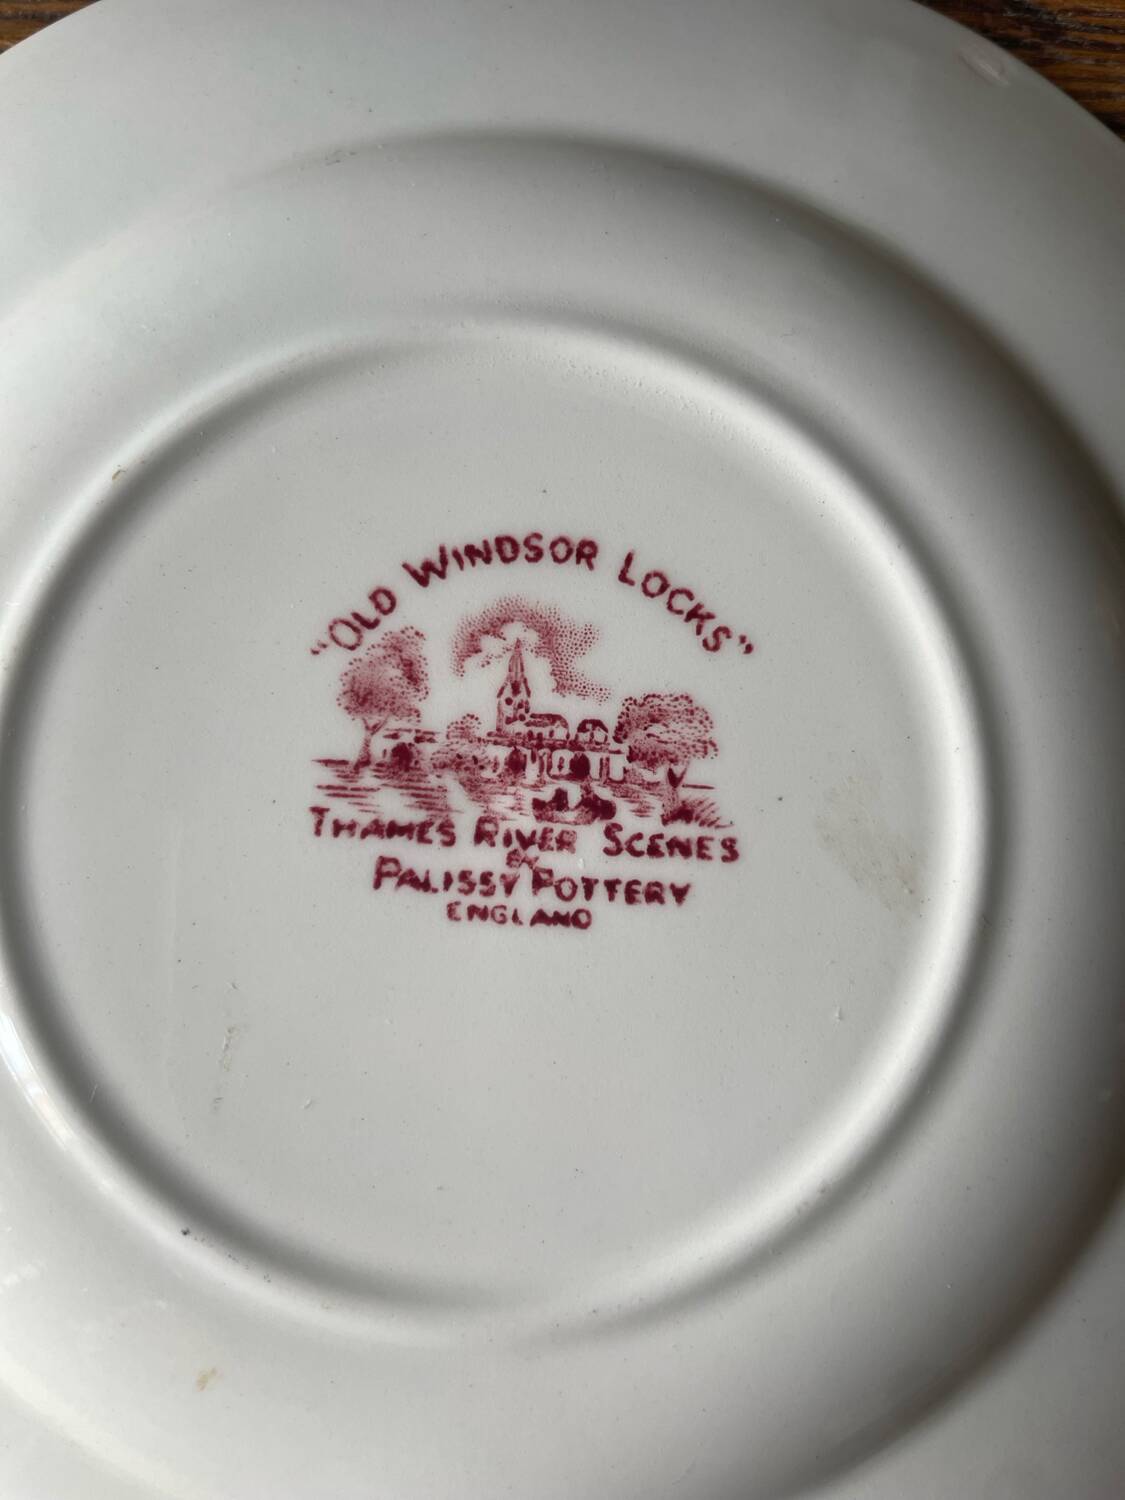 "OLD WINDSOR LOCKS"
THAMES RIVER SCENES
BY
PALISSY POTTERY
ENGLAND